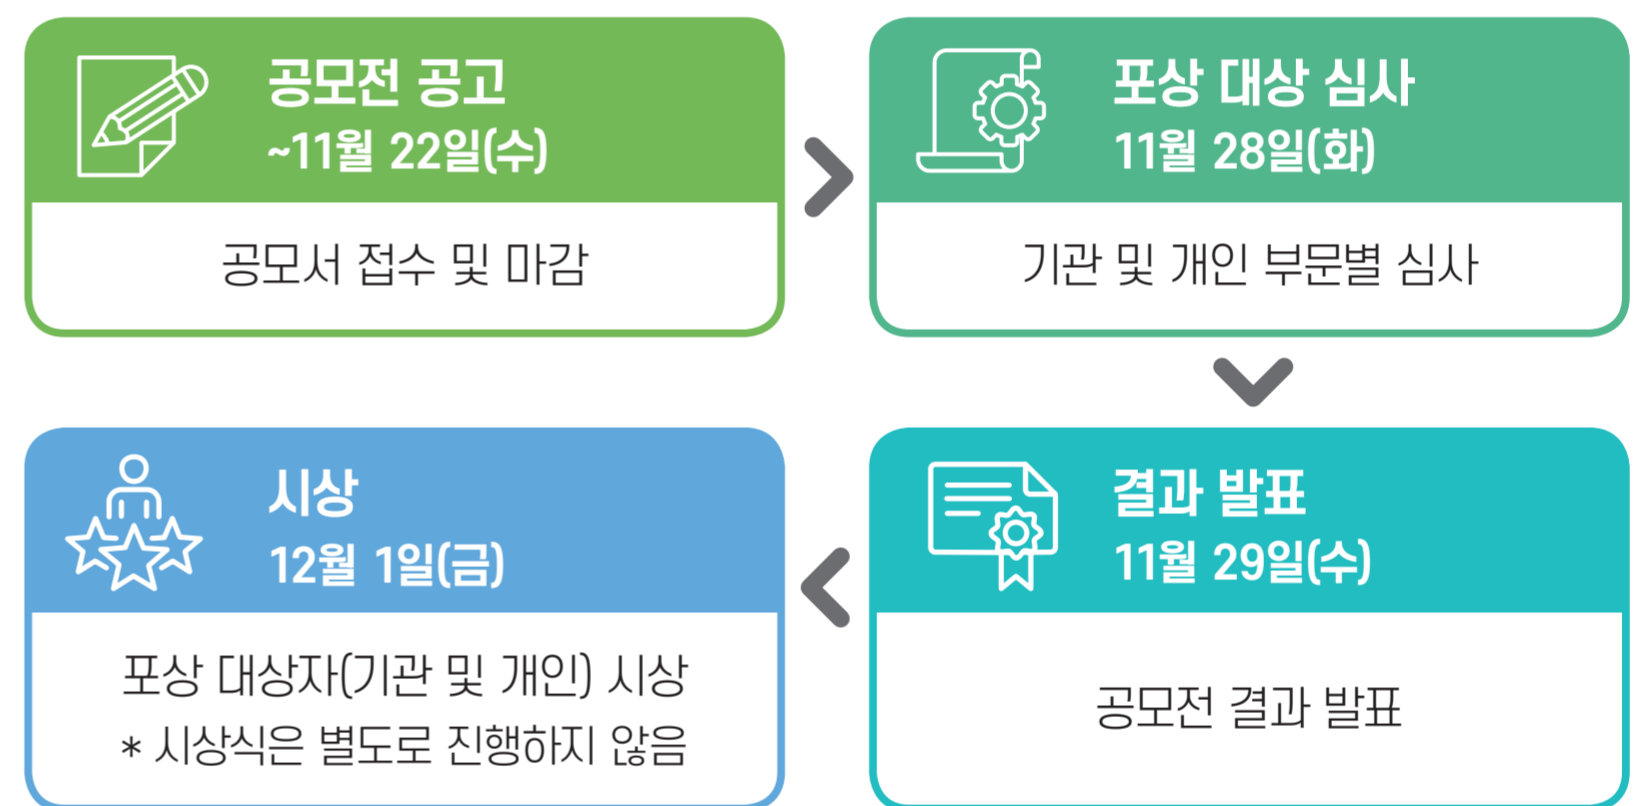 공모전 공고
~11월 22일(수)
공모서 접수 및 마감
포상 대상 심사
11월 28일(화)
기관 및 개인 부문별 심사
결과 발표
11월 29일(수)
공모전 결과 발표
시상
12월 1일(금)
포상 대상자(기관 및 개인) 시상
* 시상식은 별도로 진행하지 않음